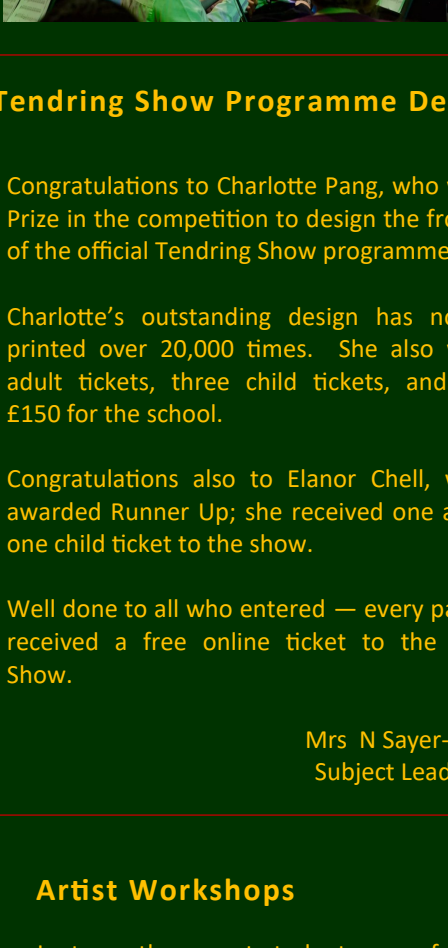 Tendring Show Programme De
Congratulations to Charlotte Pang, who
Prize in the competition to design the fro
of the official Tendring Show programme
Charlotte’s outstanding design has no
printed over 20,000 times. She also
adult tickets, three child tickets, and
£150 for the school.
Congratulations also to Elanor Chell,
awarded Runner Up; she received one a
one child ticket to the show.
Well done to all who entered — every pa
received a free online ticket to the
Show.
Mrs N Sayer-
Subject Lead
Artist Workshops